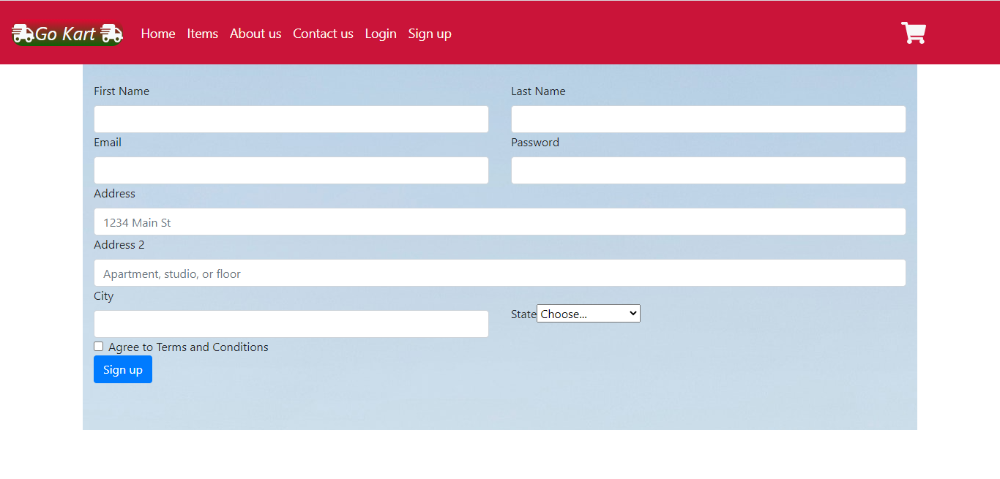 Go Kart Home Items About us Contact us Login Sign up
First Name Last Name
Email Password
Address
1234 Main St
Address 2
Apartment, studio, or floor
City
State Choose...
Agree to Terms and Conditions
Sign up